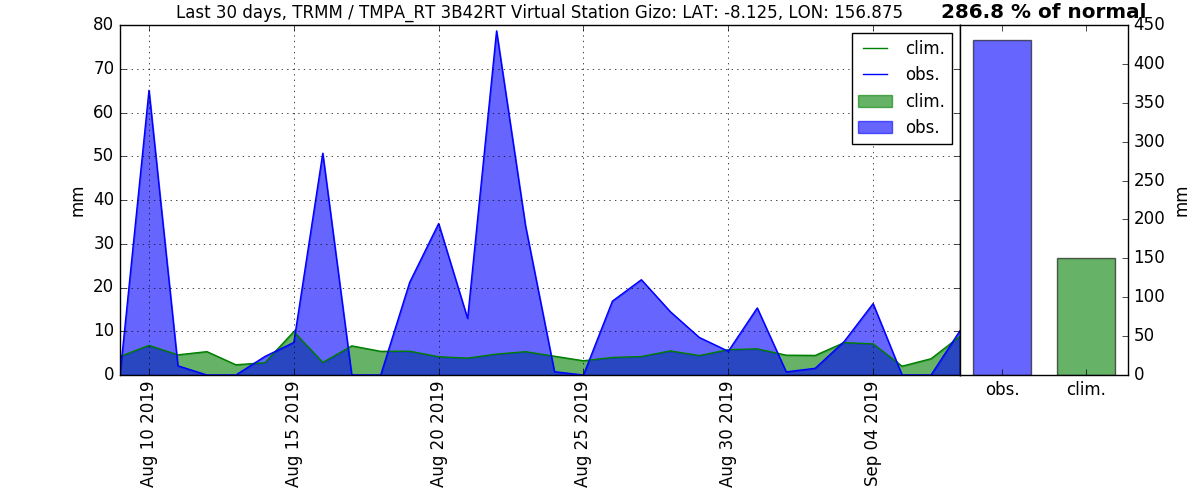 Last 30 days, TRMM / TMPA_RT 3B42RT Virtual Station Gizo: LAT: -8.125, LON: 156.875
286.8 % of normal
80
70
60
50
40
30
20
10
0
mm
clim.
obs.
clim.
obs.
Aug 10 2019
Aug 15 2019
Aug 20 2019
Aug 25 2019
Aug 30 2019
Sep 04 2019
450
400
350
300
250
200
150
100
50
0
mm
obs.
clim.